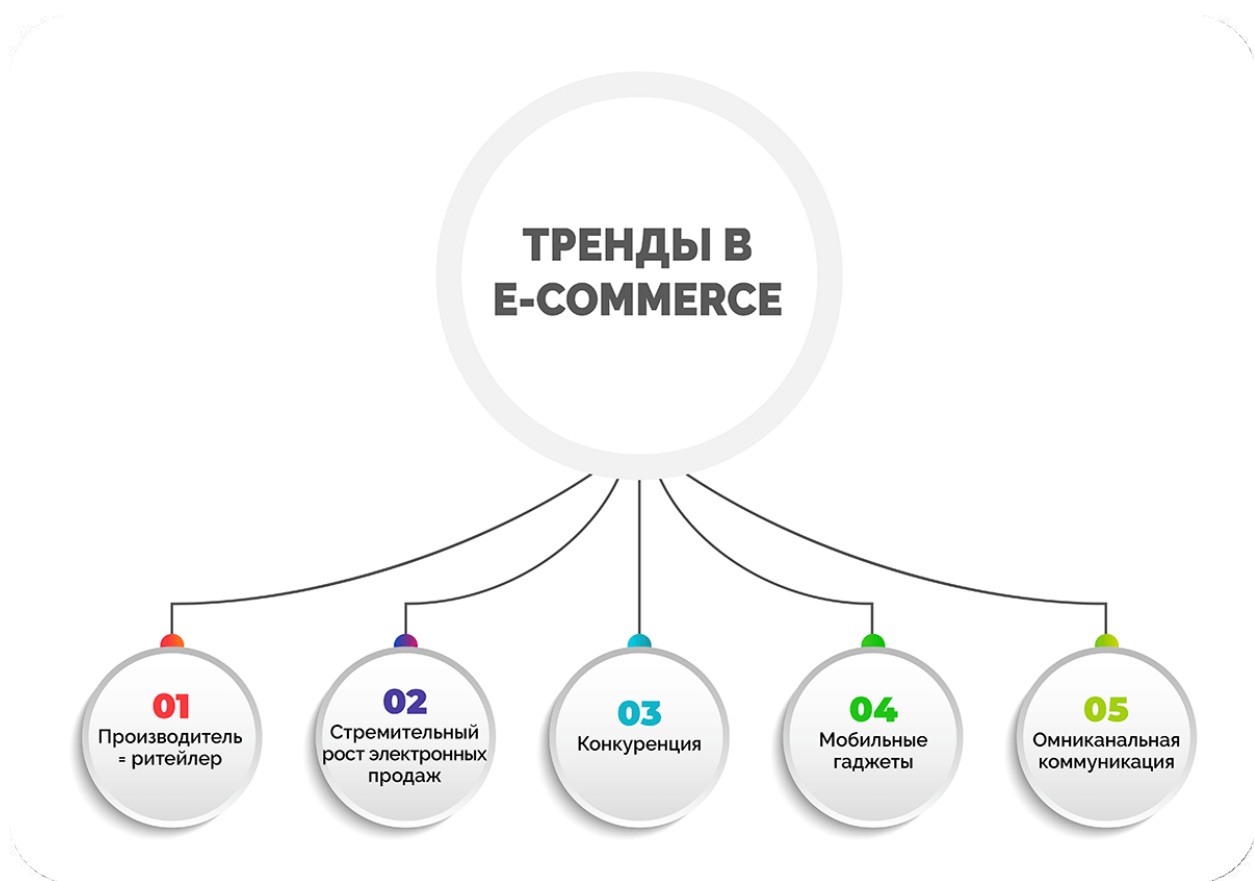 ТРЕНДЫ В
E-COMMERCE
01
Производитель
= ритейлер
02
Стремительный
рост электронных
продаж
03
Конкуренция
04
Мобильные
гаджеты
05
Омниканальная
коммуникация